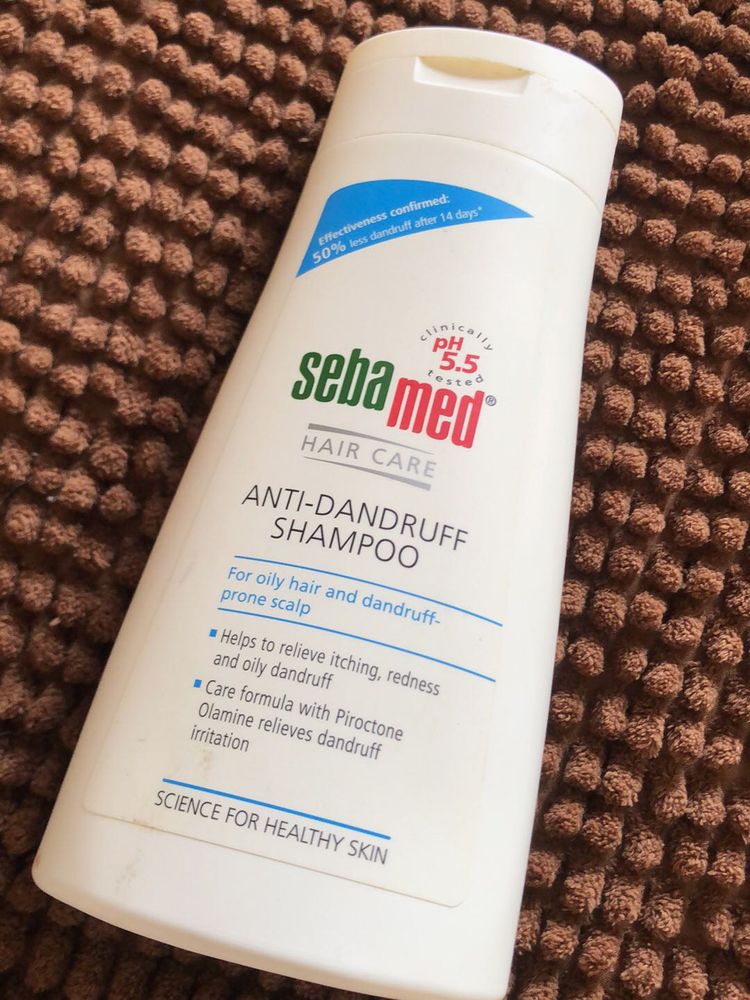 Effectiveness confirmed:
50% less dandruff after 14 days*
clinically
pH
5.5
tested
sebamed®
HAIR CARE
ANTI-DANDRUFF
SHAMPOO
For oily hair and dandruff-
prone scalp
▪ Helps to relieve itching, redness
and oily dandruff
▪ Care formula with Piroctone
Olamine relieves dandruff
irritation
SCIENCE FOR HEALTHY SKIN